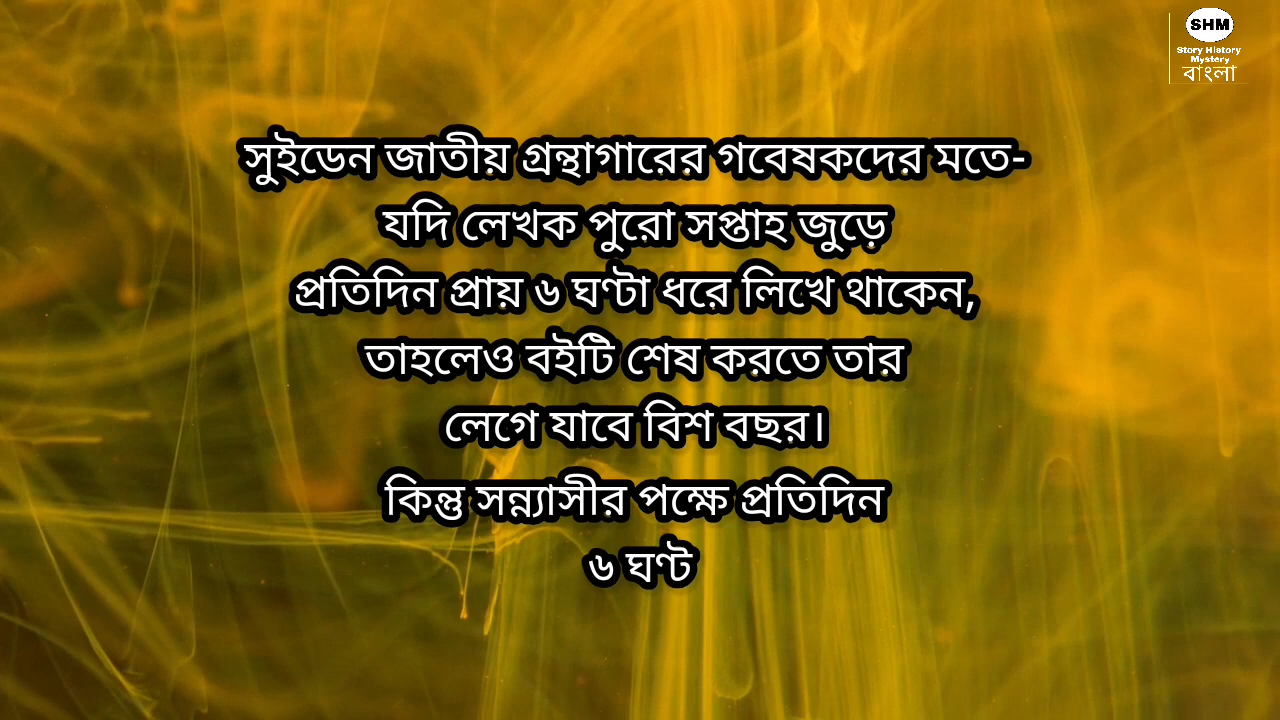 SHM
Story History
Mystery
বাংলা
সুইডেন জাতীয় গ্রন্থাগারের গবেষকদের মতে-
যদি লেখক পুরো সপ্তাহ জুড়ে
প্রতিদিন প্রায় ৬ ঘণ্টা ধরে লিখে থাকেন,
তাহলেও বইটি শেষ করতে তার
লেগে যাবে বিশ বছর।
কিন্তু সন্ন্যাসীর পক্ষে প্রতিদিন
৬ ঘণ্ট